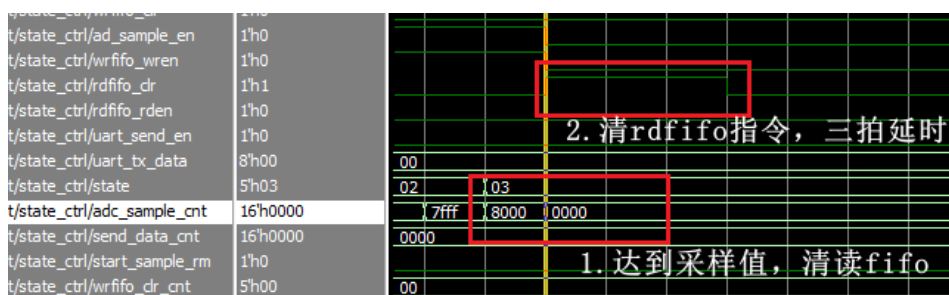 t/state_ctrl/wrfifo_clr 1'h0
t/state_ctrl/ad_sample_en 1'h0
t/state_ctrl/wrfifo_wren 1'h0
t/state_ctrl/rdfifo_clr 1'h1
t/state_ctrl/rdfifo_rden 1'h0
t/state_ctrl/uart_send_en 1'h0
2.清rdfifo指令，三拍延时
t/state_ctrl/uart_tx_data 8'h00 00
t/state_ctrl/state 5'h03 02 03
t/state_ctrl/adc_sample_cnt 16'h0000 7fff 8000 0000
t/state_ctrl/send_data_cnt 16'h0000 0000
t/state_ctrl/start_sample_rm 1'h0
1.达到采样值，清读fifo
t/state_ctrl/wrfifo_clr_cnt 5'h00 00